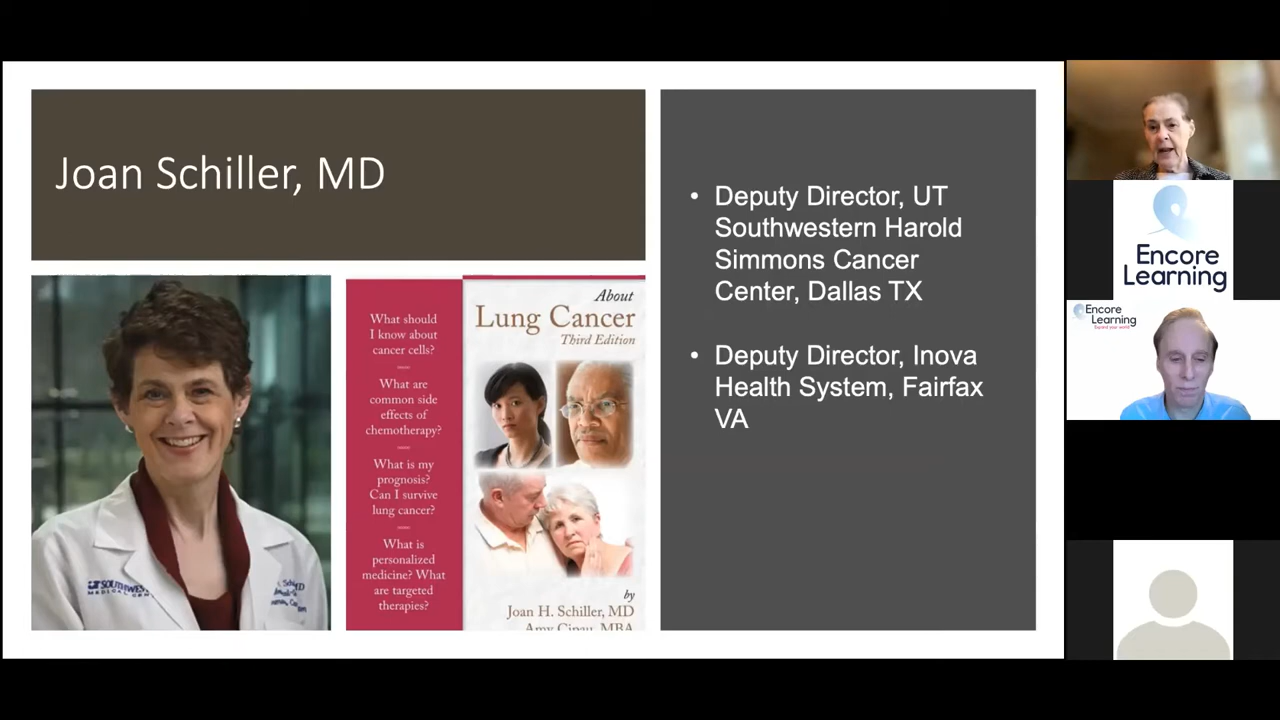 Joan Schiller, MD
What should
I know about
cancer cells?
What are
common side
effects of
chemotherapy?
What is my
prognosis?
Can I survive
lung cancer?
What is
personalized
medicine? What
are targeted
therapies?
About
Lung Cancer
Third Edition
by
Joan H. Schiller, MD
• Deputy Director, UT
Southwestern Harold
Simmons Cancer
Center, Dallas TX
• Deputy Director, Inova
Health System, Fairfax
VA
Encore
Learning
Encore
Learning
Expand your world